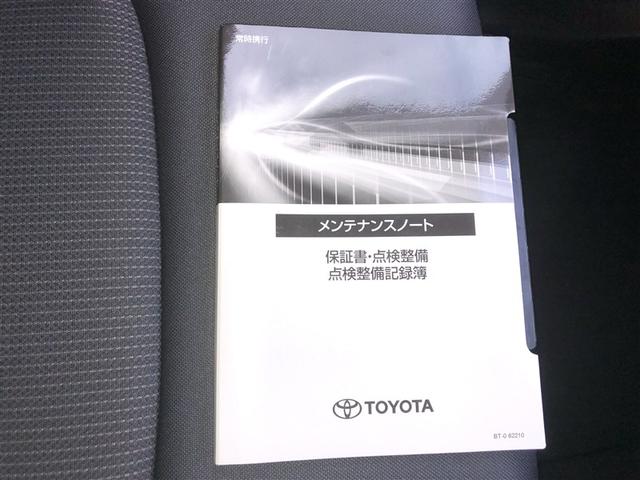 常時携行
メンテナンスノート
保証書・点検整備
点検整備記録簿
TOYOTA
BT-0 62210